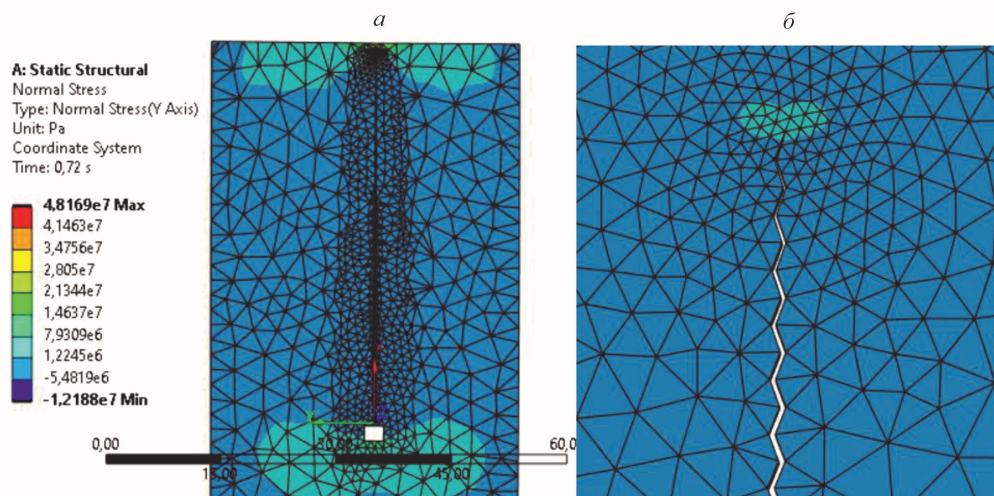 а
б
A: Static Structural
Normal Stress
Type: Normal Stress(Y Axis)
Unit: Pa
Coordinate System
Time: 0,72 s
4,8169e7 Max
4,1463e7
3,4756e7
2,805e7
2,1344e7
1,4637e7
7,9309e6
1,2245e6
-5,4819e6
-1,2188e7 Min
Y
0,00
30,00
60,0
15,00
45,00